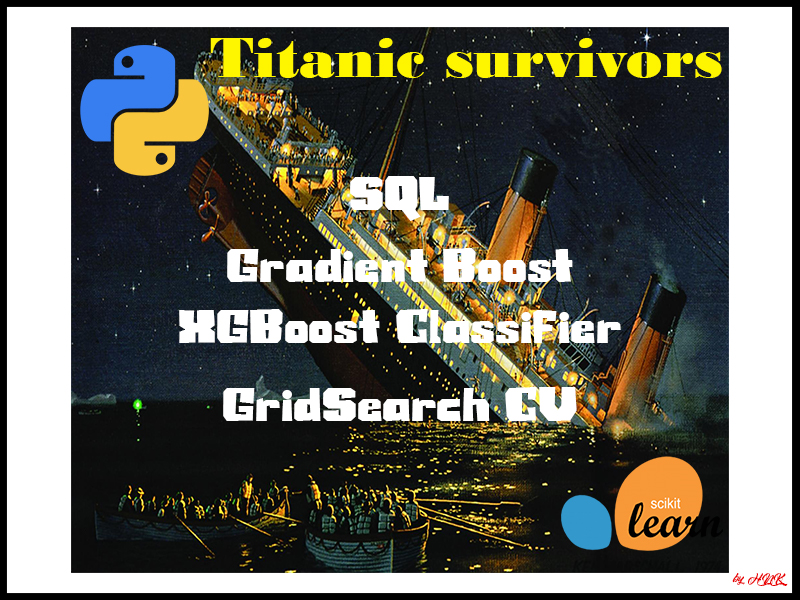 Titanic survivors
SQL
Gradient Boost
XGBoost Classifier
GridSearch CV
scikit
learn